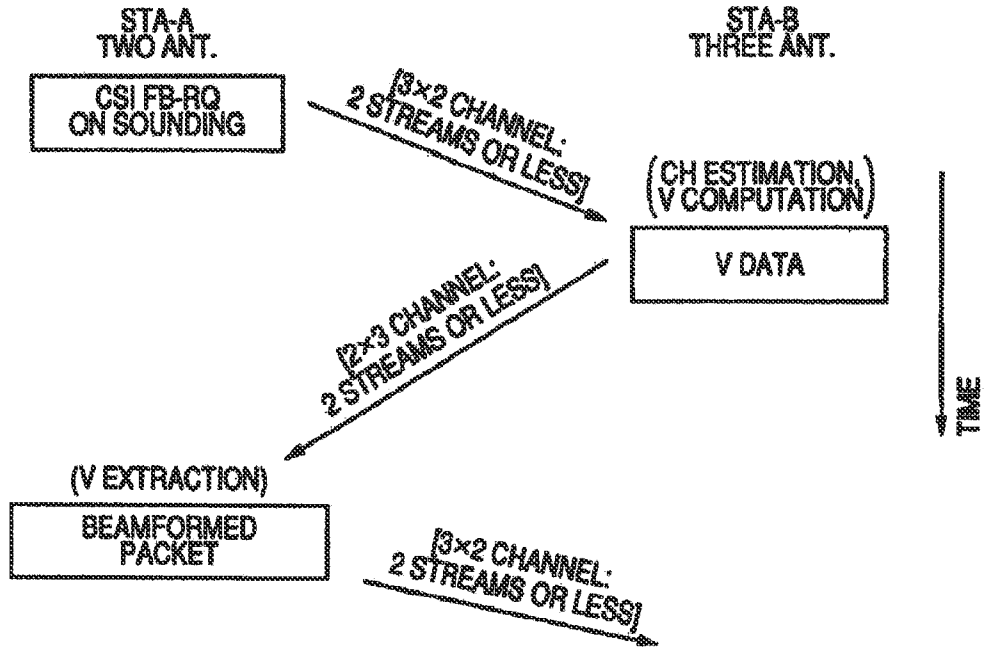 STA-A
TWO ANT.
STA-B
THREE ANT.
CSI FB-RQ
ON SOUNDING
[3×2 CHANNEL:
2 STREAMS OR LESS]
(CH ESTIMATION,
V COMPUTATION)
V DATA
[2×3 CHANNEL:
2 STREAMS OR LESS]
TIME
(V EXTRACTION)
BEAMFORMED
PACKET
[3×2 CHANNEL:
2 STREAMS OR LESS]